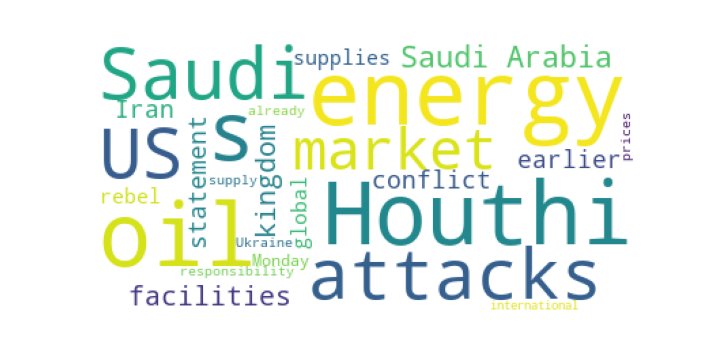 Saudi
supplies
Saudi Arabia
energy
Iran
already
US
s
market
statement
kingdom
earlier
prices
conflict
supply
rebel
global
Houthi
oil
Ukraine
Monday
responsibility
attacks
facilities
international